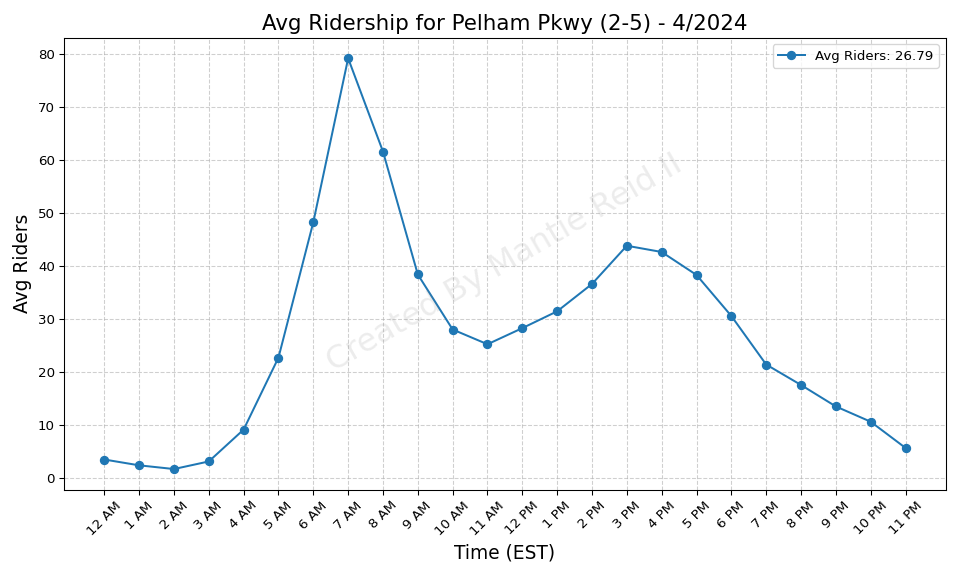 Avg Ridership for Pelham Pkwy (2-5) - 4/2024
Avg Riders: 26.79
Avg Riders
80
70
60
50
40
30
20
10
0
Created By Mantle Reid II
12 AM
1 AM
2 AM
3 AM
4 AM
5 AM
6 AM
7 AM
8 AM
9 AM
10 AM
11 AM
12 PM
1 PM
2 PM
3 PM
4 PM
5 PM
6 PM
7 PM
8 PM
9 PM
10 PM
11 PM
Time (EST)